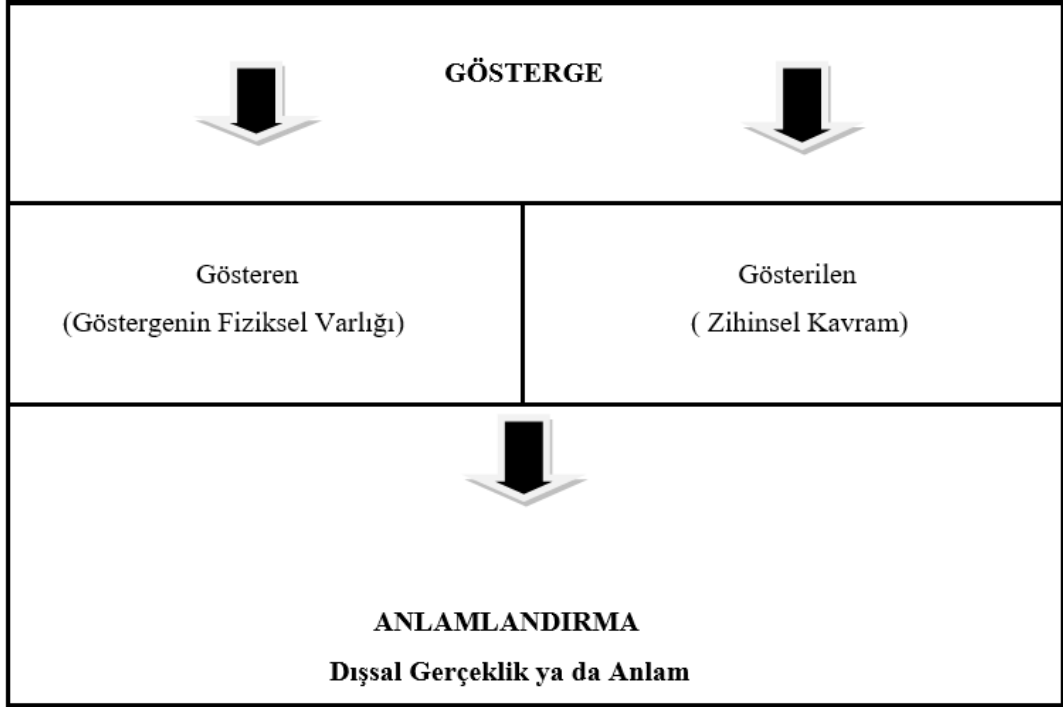 GÖSTERGE
Gösteren
(Göstergenin Fiziksel Varlığı)
Gösterilen
( Zihinsel Kavram)
ANLAMLANDIRMA
Dışsal Gerçeklik ya da Anlam